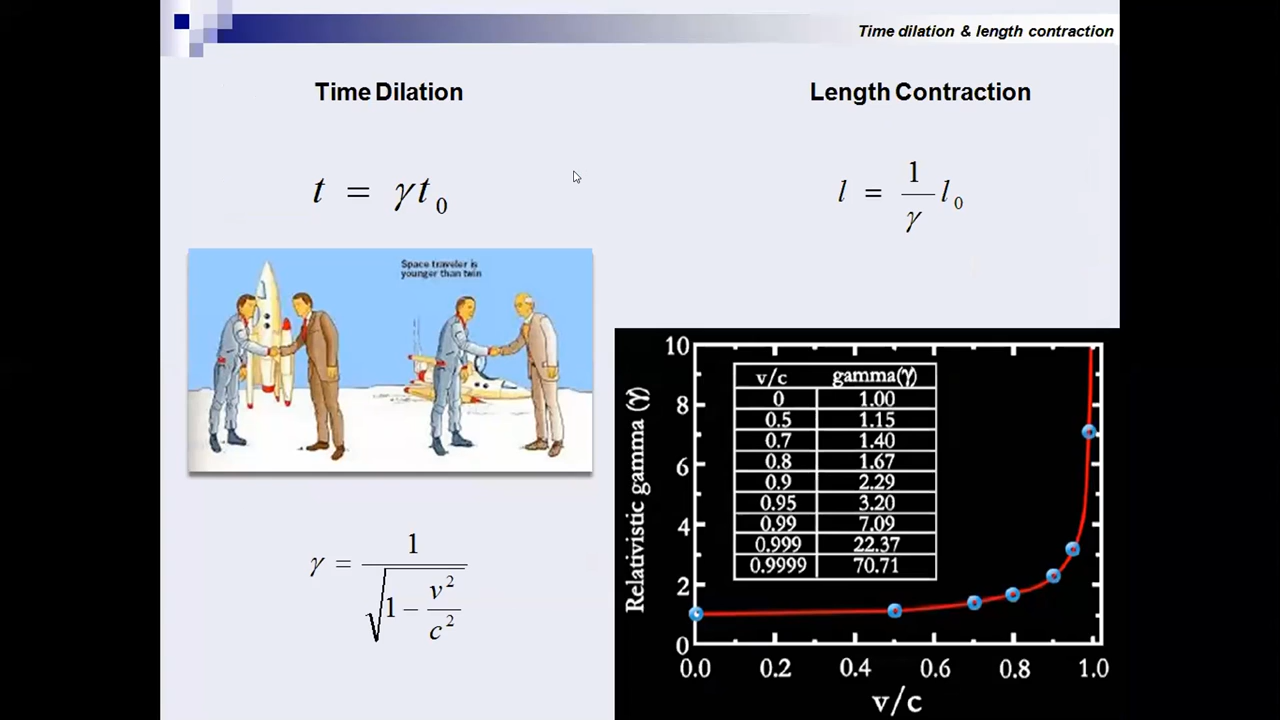 Time dilation & length contraction
Time Dilation
t = γt₀
Space traveler is
younger than twin
γ = 1 / √(1 − v²/c²)
Length Contraction
l = 1/γ l₀
v/c gamma(γ)
0 1.00
0.5 1.15
0.7 1.40
0.8 1.67
0.9 2.29
0.95 3.20
0.99 7.09
0.999 22.37
0.9999 70.71
Relativistic gamma (γ)
10
8
6
4
2
0
0.0 0.2 0.4 0.6 0.8 1.0
v/c